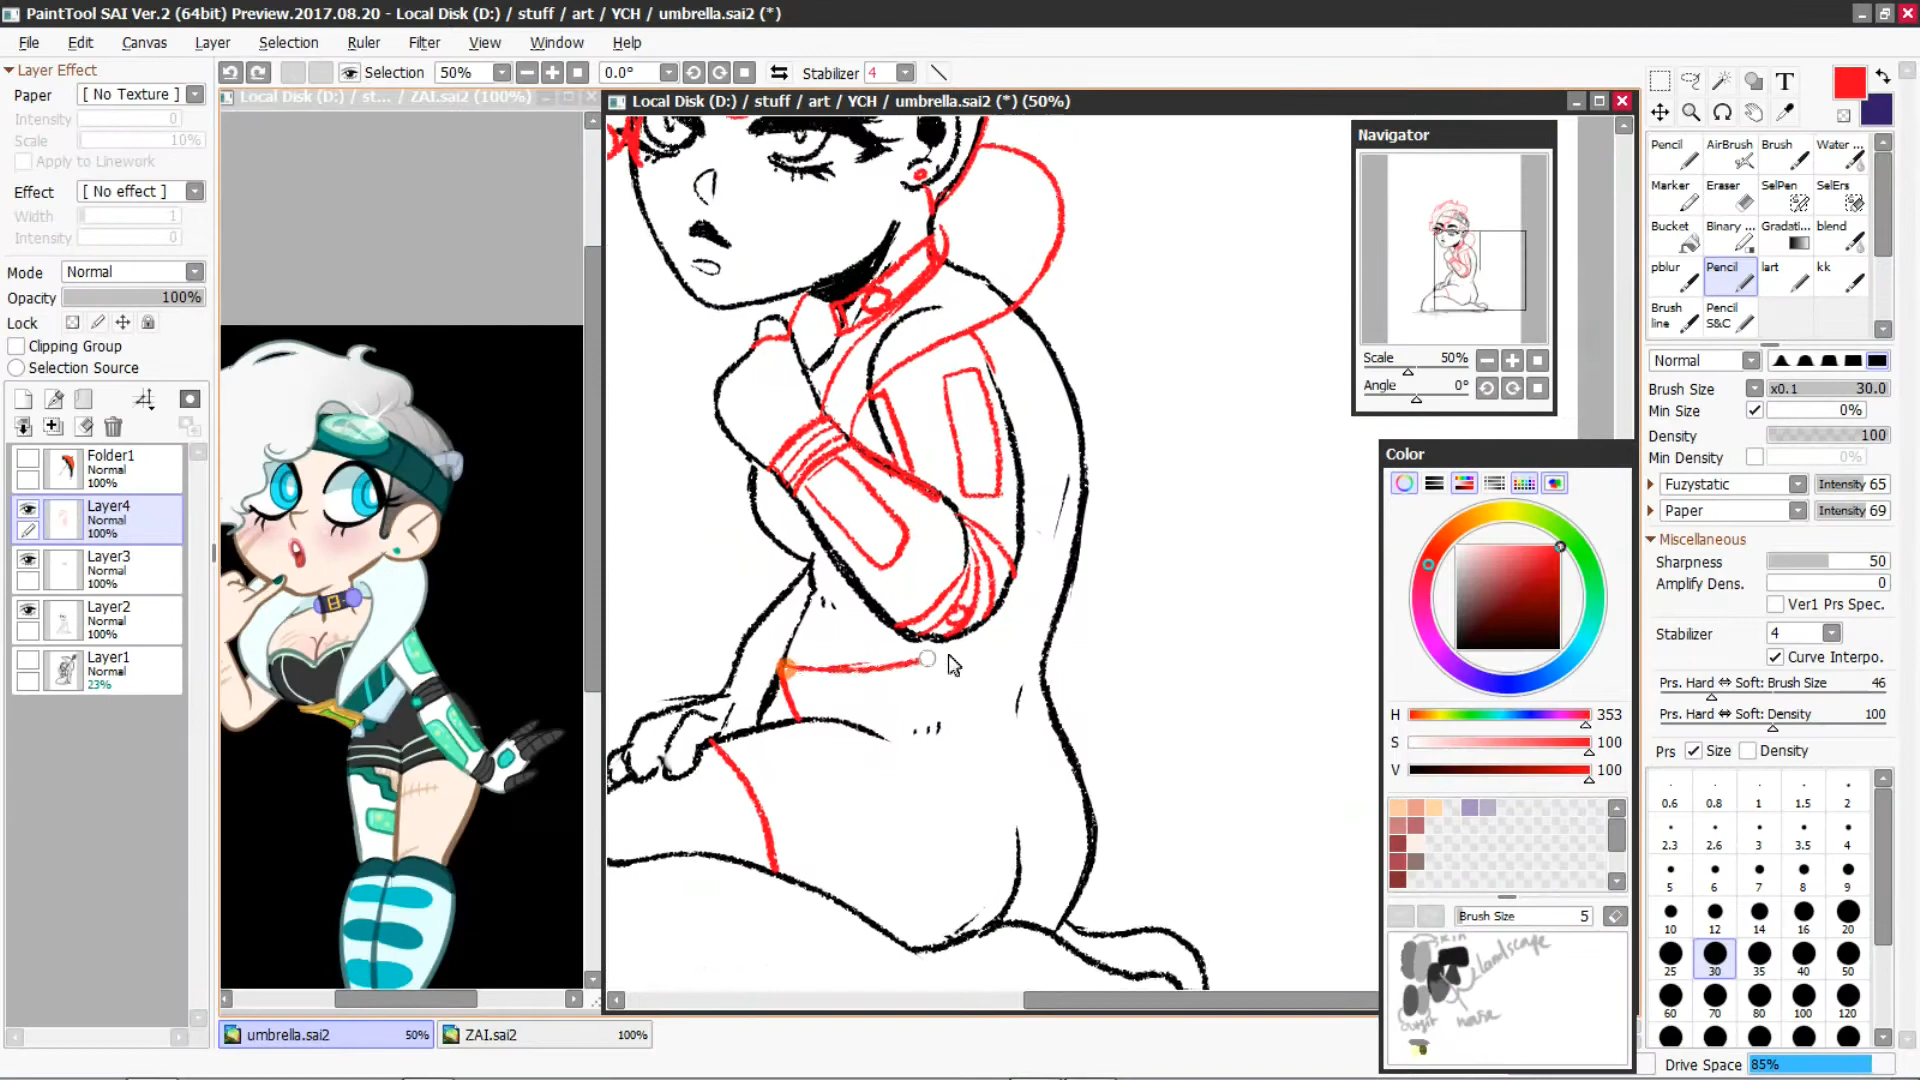 PaintTool SAI Ver.2 (64bit) Preview.2017.08.20 - Local Disk (D:) / stuff / art / YCH / umbrella.sai2 (*)
File Edit Canvas Layer Selection Ruler Filter View Window Help
Layer Effect
Paper [ No Texture ]
Intensity 0
Scale 10%
Apply to Linework
Effect [ No effect ]
Width 1
Intensity 0
Mode Normal
Opacity 100%
Lock
Clipping Group
Selection Source
Folder1
Normal
100%
Layer4
Normal
100%
Layer3
Normal
100%
Layer2
Normal
100%
Layer1
Normal
23%
Selection 50% 0.0° Stabilizer 4
Local Disk (D:) / st... / ZAI.sai2 (100%)
Local Disk (D:) / stuff / art / YCH / umbrella.sai2 (*) (50%)
Navigator
Scale 50%
Angle 0°
Color
H 353
S 100
V 100
Brush Size 5
skin
landscape
nose
umbrella.sai2 50%
ZAI.sai2 100%
T
Pencil AirBrush Brush Water ...
Marker Eraser SelPen SelErs
Bucket Binary ... Gradati... blend
pblur Pencil lart kk
Brush line Pencil S&C
Normal
Brush Size x0.1 30.0
Min Size 0%
Density 100
Min Density 0%
Fuzystatic Intensity 65
Paper Intensity 69
Miscellaneous
Sharpness 50
Amplify Dens. 0
Ver1 Prs Spec.
Stabilizer 4
Curve Interpo.
Prs. Hard ⇔ Soft: Brush Size 46
Prs. Hard ⇔ Soft: Density 100
Prs Size Density
0.6 0.8 1 1.5 2
2.3 2.6 3 3.5 4
5 6 7 8 9
10 12 14 16 20
25 30 35 40 50
60 70 80 100 120
Drive Space 85%